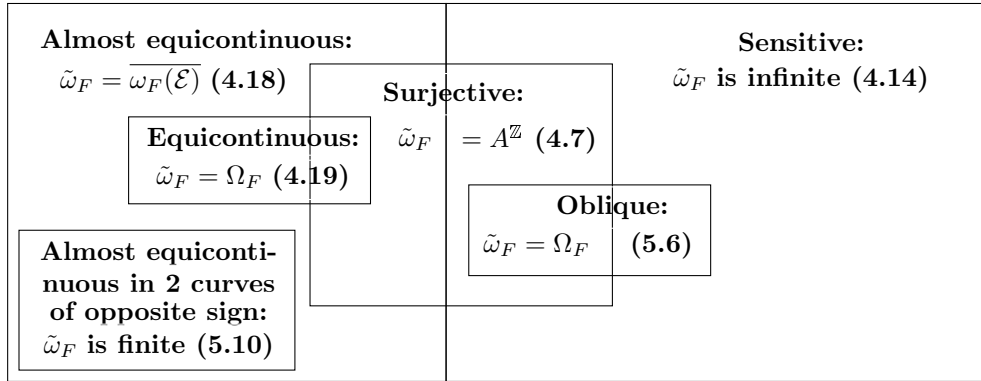 Almost equicontinuous:
ω̃_F = \overline{ω_F(ℰ)} (4.18)
Sensitive:
ω̃_F is infinite (4.14)
Surjective:
ω̃_F = A^ℤ (4.7)
Equicontinuous:
ω̃_F = Ω_F (4.19)
Oblique:
ω̃_F = Ω_F (5.6)
Almost equiconti-
nuous in 2 curves
of opposite sign:
ω̃_F is finite (5.10)